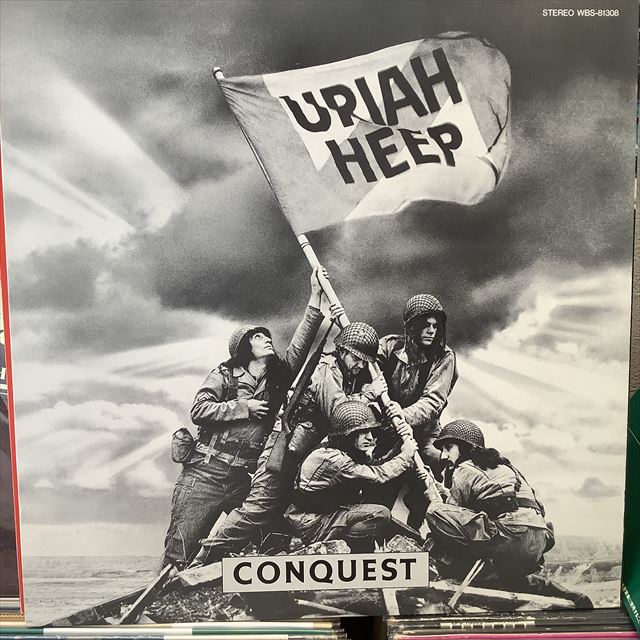 STEREO WBS-81308
URIAH
HEEP
CONQUEST